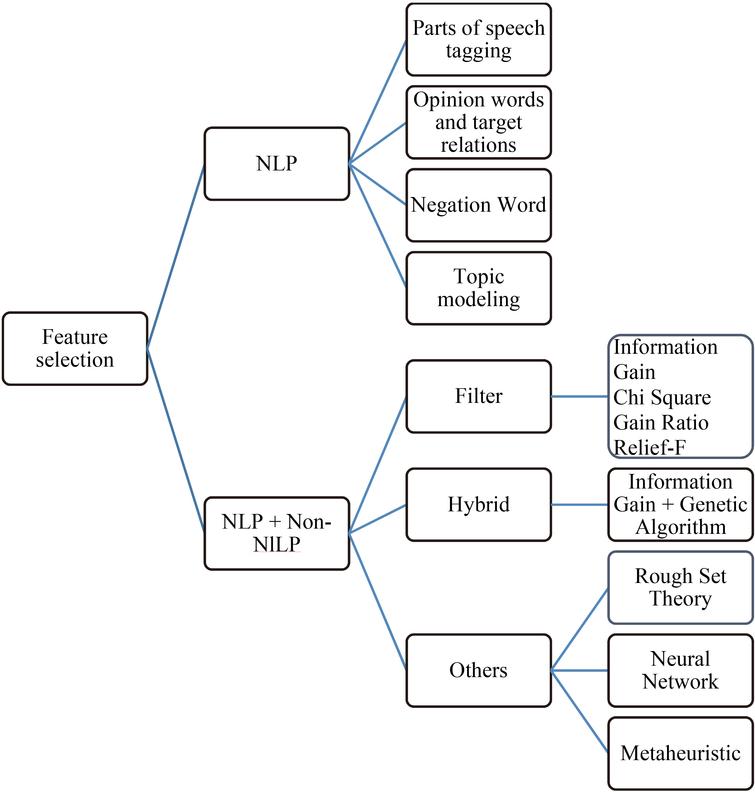 Parts of speech
tagging
Opinion words
and target
relations
NLP
Negation Word
Topic
modeling
Feature
selection
Information
Gain
Chi Square
Gain Ratio
Relief-F
Filter
Information
Gain + Genetic
Algorithm
Hybrid
NLP + Non-
NlLP
Rough Set
Theory
Others
Neural
Network
Metaheuristic